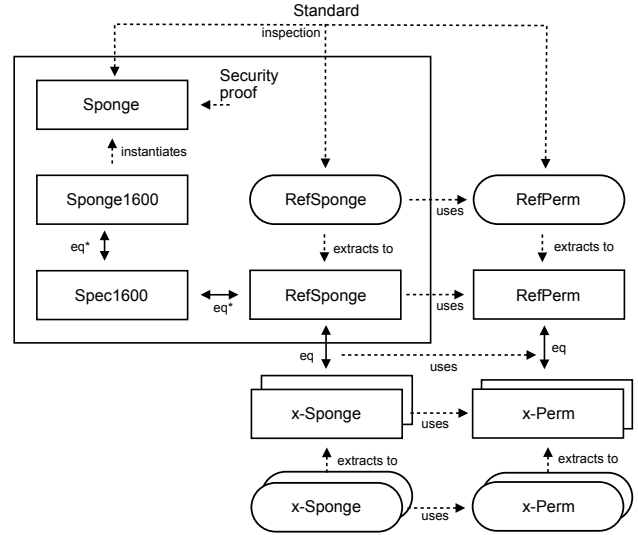 Standard
inspection
Security
proof
Sponge
instantiates
Sponge1600
RefSponge
uses
RefPerm
eq*
extracts to
extracts to
Spec1600
eq*
RefSponge
uses
RefPerm
eq
uses
eq
x-Sponge
uses
x-Perm
extracts to
extracts to
x-Sponge
uses
x-Perm